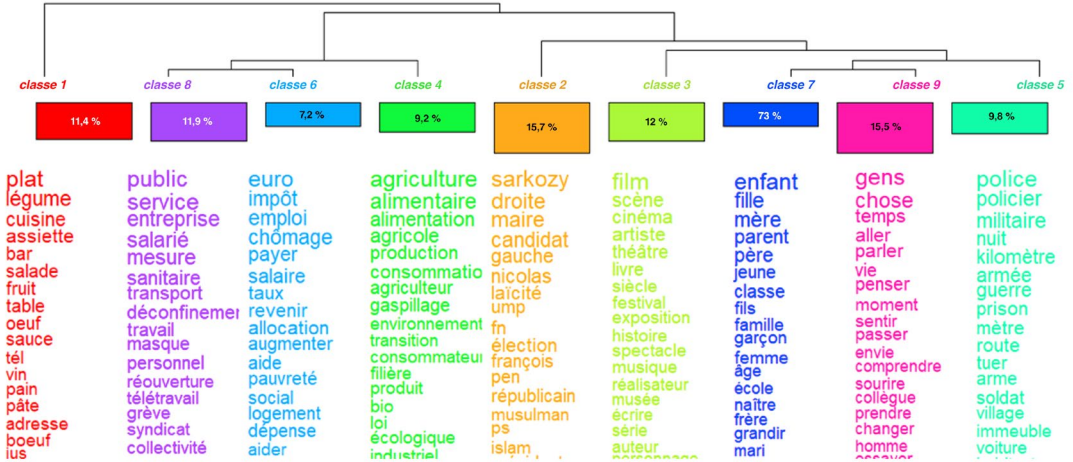 classe 1
classe 8
classe 6
classe 4
classe 2
classe 3
classe 7
classe 9
classe 5
11,4 %
11,9 %
7,2 %
9,2 %
15,7 %
12 %
73 %
15,5 %
9,8 %
plat
légume
cuisine
assiette
bar
salade
fruit
table
oeuf
sauce
tél
vin
pain
pâte
adresse
boeuf
jus
public
service
entreprise
salarié
mesure
sanitaire
transport
déconfinemer
travail
masque
personnel
réouverture
télétravail
grève
syndicat
collectivité
euro
impôt
emploi
chômage
payer
salaire
taux
revenir
allocation
augmenter
aide
pauvreté
social
logement
dépense
aider
agriculture
alimentaire
alimentation
agricole
production
consommatio
agriculteur
gaspillage
environnement
transition
consommateur
filière
produit
bio
loi
écologique
industriel
sarkozy
droite
maire
candidat
gauche
nicolas
laïcité
ump
fn
élection
françois
pen
républicain
musulman
ps
islam
film
scène
cinéma
artiste
théâtre
livre
siècle
festival
exposition
histoire
spectacle
musique
réalisateur
musée
écrire
série
auteur
personnage
enfant
fille
mère
parent
père
jeune
classe
fils
famille
garçon
femme
âge
école
naître
frère
grandir
mari
gens
chose
temps
aller
parler
vie
penser
moment
sentir
passer
envie
comprendre
sourire
collègue
prendre
changer
homme
essayer
police
policier
militaire
nuit
kilomètre
armée
guerre
prison
mètre
route
tuer
arme
soldat
village
immeuble
voiture